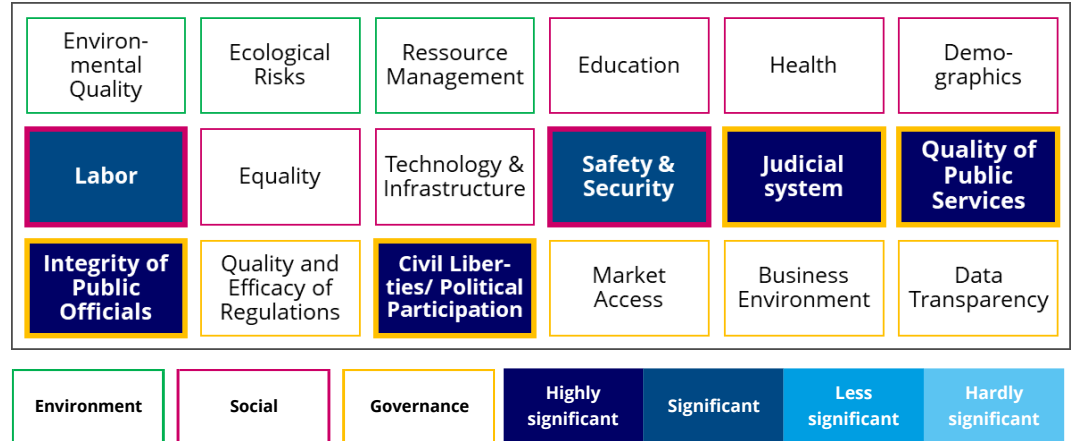 Environ-
mental
Quality
Ecological
Risks
Ressource
Management
Education
Health
Demo-
graphics
Labor
Equality
Technology &
Infrastructure
Safety &
Security
Judicial
system
Quality of
Public
Services
Integrity of
Public
Officials
Quality and
Efficacy of
Regulations
Civil Liber-
ties/ Political
Participation
Market
Access
Business
Environment
Data
Transparency
Environment
Social
Governance
Highly
significant
Significant
Less
significant
Hardly
significant